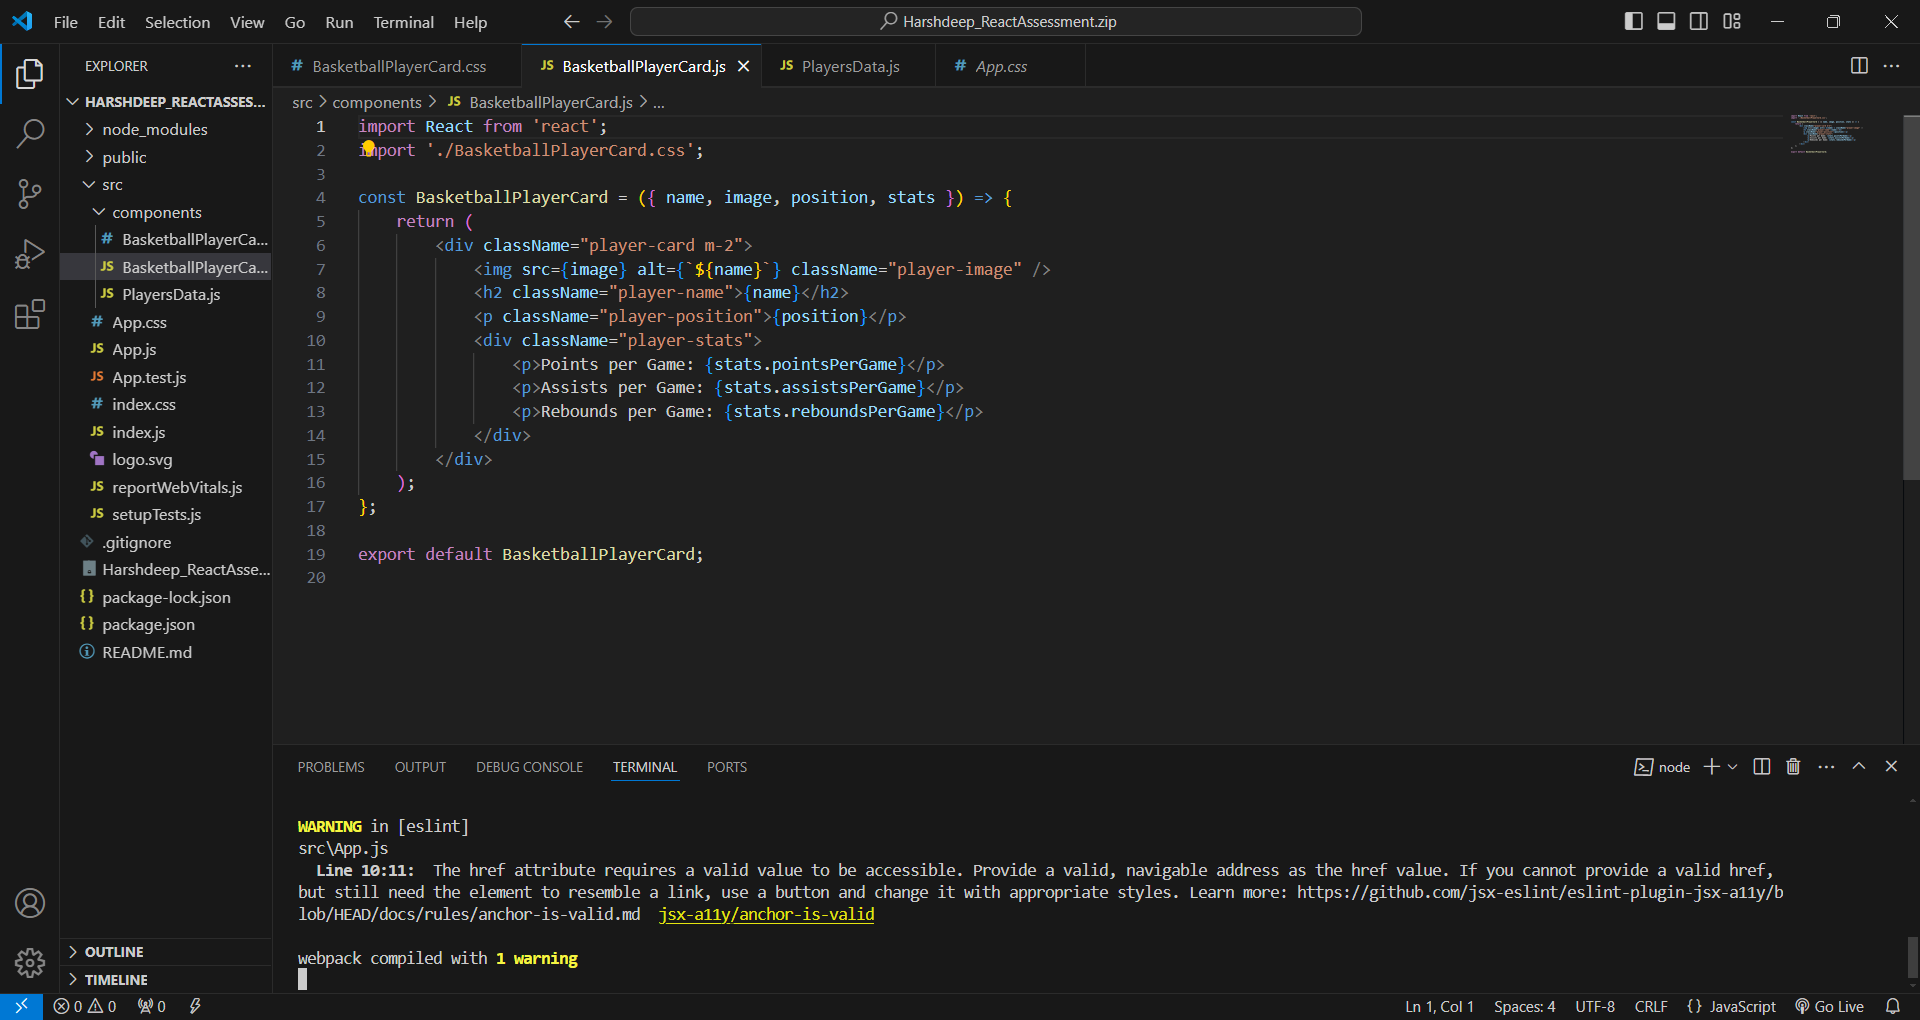 File Edit Selection View Go Run Terminal Help
Harshdeep_ReactAssessment.zip
EXPLORER
HARSHDEEP_REACTASSES...
node_modules
public
src
components
# BasketballPlayerCa...
JS BasketballPlayerCa...
JS PlayersData.js
# App.css
JS App.js
JS App.test.js
# index.css
JS index.js
logo.svg
JS reportWebVitals.js
JS setupTests.js
.gitignore
Harshdeep_ReactAsse...
{} package-lock.json
{} package.json
README.md
OUTLINE
TIMELINE
# BasketballPlayerCard.css
JS BasketballPlayerCard.js
JS PlayersData.js
# App.css
src > components > JS BasketballPlayerCard.js > ...
1 import React from 'react';
2 import './BasketballPlayerCard.css';
3
4 const BasketballPlayerCard = ({ name, image, position, stats }) => {
5 return (
6 <div className="player-card m-2">
7 <img src={image} alt={`${name}`} className="player-image" />
8 <h2 className="player-name">{name}</h2>
9 <p className="player-position">{position}</p>
10 <div className="player-stats">
11 <p>Points per Game: {stats.pointsPerGame}</p>
12 <p>Assists per Game: {stats.assistsPerGame}</p>
13 <p>Rebounds per Game: {stats.reboundsPerGame}</p>
14 </div>
15 </div>
16 );
17 };
18
19 export default BasketballPlayerCard;
20
PROBLEMS OUTPUT DEBUG CONSOLE TERMINAL PORTS
node
WARNING in [eslint]
src\App.js
Line 10:11: The href attribute requires a valid value to be accessible. Provide a valid, navigable address as the href value. If you cannot provide a valid href,
but still need the element to resemble a link, use a button and change it with appropriate styles. Learn more: https://github.com/jsx-eslint/eslint-plugin-jsx-a11y/b
lob/HEAD/docs/rules/anchor-is-valid.md jsx-a11y/anchor-is-valid
webpack compiled with 1 warning
0 0 0
Ln 1, Col 1 Spaces: 4 UTF-8 CRLF {} JavaScript Go Live